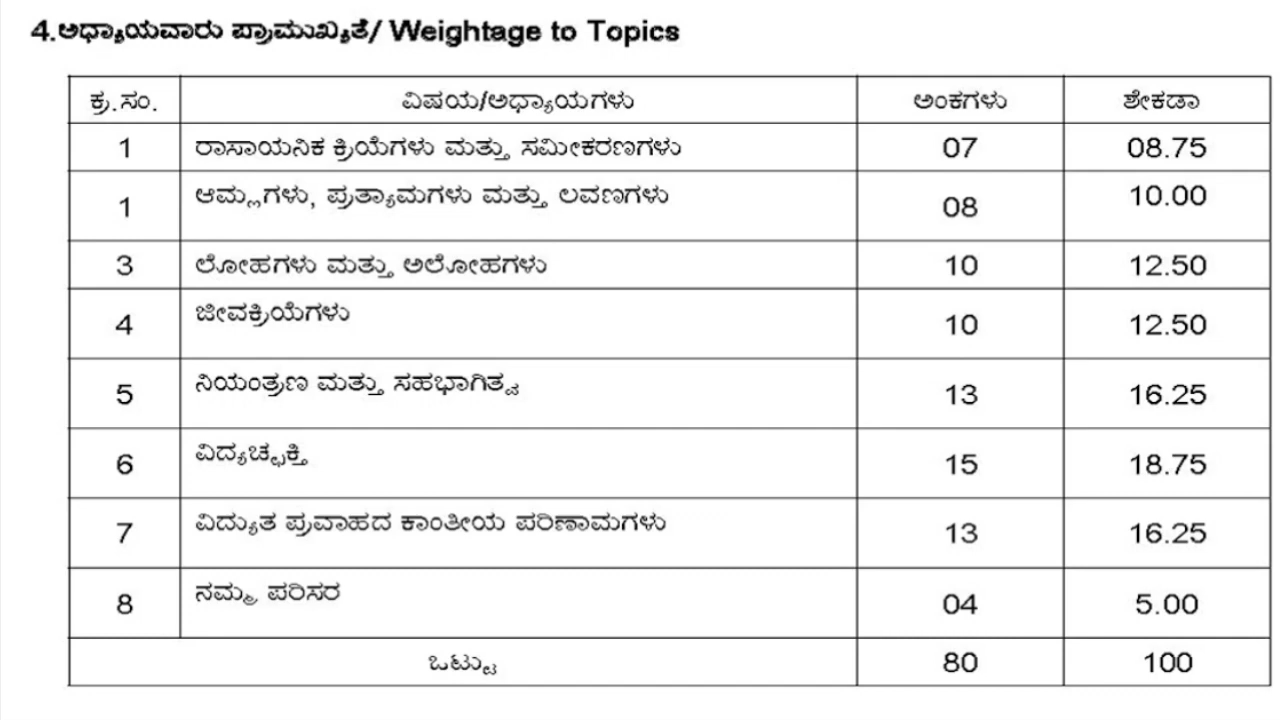 4.ಅಧ್ಯಾಯವಾರು ಪ್ರಾಮುಖ್ಯತೆ/ Weightage to Topics
ಕ್ರ.ಸಂ. ವಿಷಯ/ಅಧ್ಯಾಯಗಳು ಅಂಕಗಳು ಶೇಕಡಾ
1 ರಾಸಾಯನಿಕ ಕ್ರಿಯೆಗಳು ಮತ್ತು ಸಮೀಕರಣಗಳು 07 08.75
1 ಆಮ್ಲಗಳು, ಪ್ರತ್ಯಾಮಗಳು ಮತ್ತು ಲವಣಗಳು 08 10.00
3 ಲೋಹಗಳು ಮತ್ತು ಅಲೋಹಗಳು 10 12.50
4 ಜೀವಕ್ರಿಯೆಗಳು 10 12.50
5 ನಿಯಂತ್ರಣ ಮತ್ತು ಸಹಭಾಗಿತ್ವ 13 16.25
6 ವಿದ್ಯಚ್ಛಕ್ತಿ 15 18.75
7 ವಿದ್ಯುತ ಪ್ರವಾಹದ ಕಾಂತೀಯ ಪರಿಣಾಮಗಳು 13 16.25
8 ನಮ್ಮ ಪರಿಸರ 04 5.00
ಒಟ್ಟು 80 100